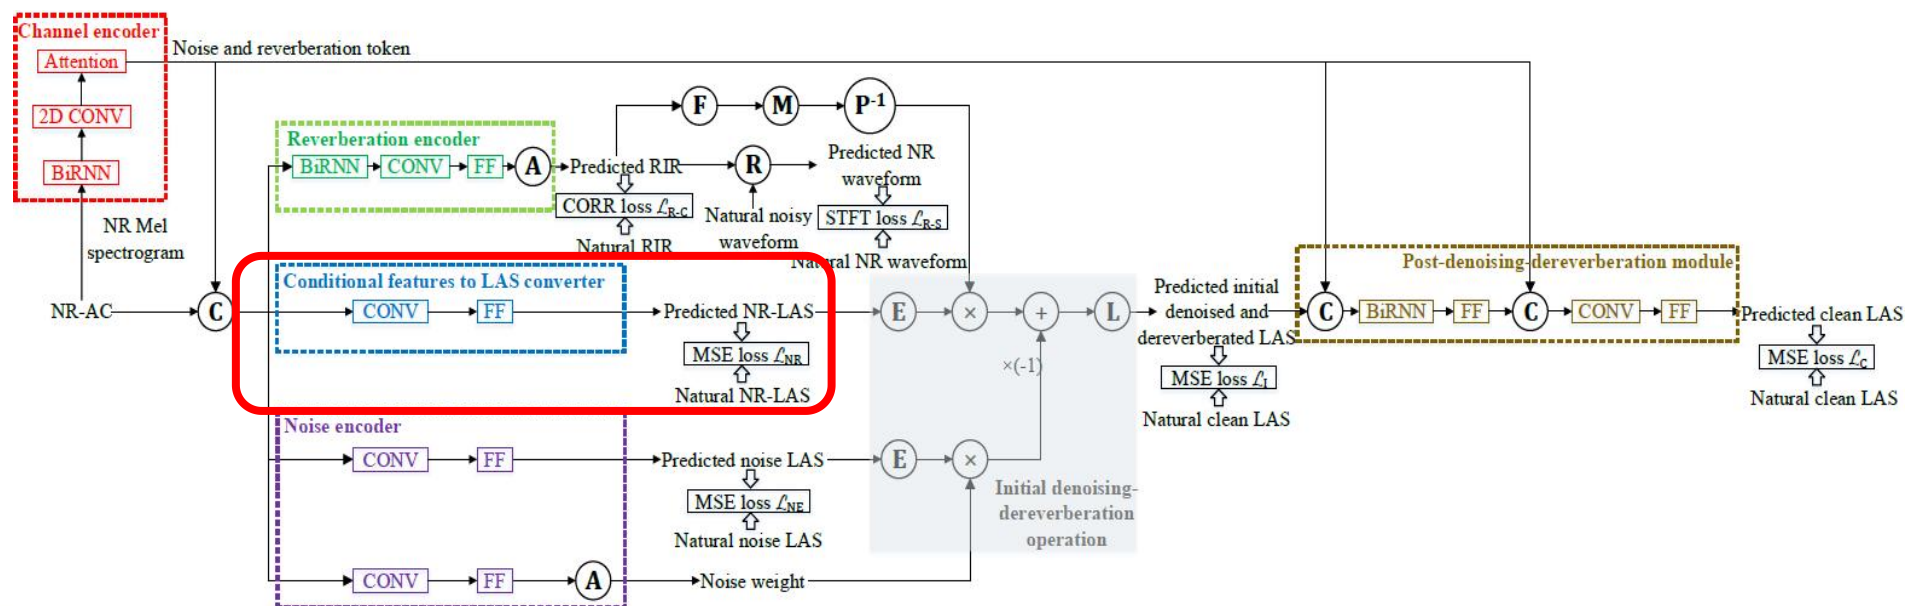 Channel encoder
Attention
2D CONV
BiRNN
Noise and reverberation token
NR Mel
spectrogram
NR-AC
C
Reverberation encoder
BiRNN
CONV
FF
A
Predicted RIR
CORR loss ℒR-C
Natural RIR
F
M
P-1
R
Natural noisy
waveform
Predicted NR
waveform
STFT loss ℒR-S
Natural NR waveform
Conditional features to LAS converter
CONV
FF
Predicted NR-LAS
MSE loss ℒNR
Natural NR-LAS
Noise encoder
CONV
FF
Predicted noise LAS
MSE loss ℒNE
Natural noise LAS
CONV
FF
A
Noise weight
E
×
+
L
×(-1)
E
×
Initial denoising-
dereverberation
operation
Predicted initial
denoised and
dereverberated LAS
MSE loss ℒI
Natural clean LAS
Post-denoising-dereverberation module
C
BiRNN
FF
C
CONV
FF
Predicted clean LAS
MSE loss ℒC
Natural clean LAS